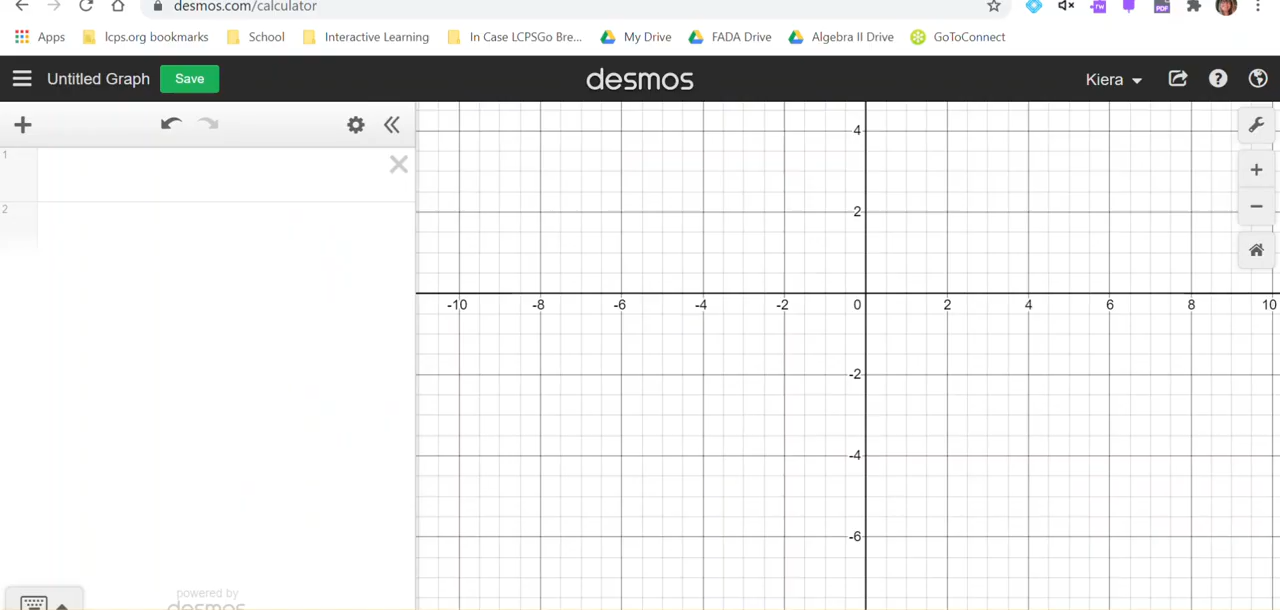 desmos.com/calculator
Apps lcps.org bookmarks School Interactive Learning In Case LCPSGo Bre... My Drive FADA Drive Algebra II Drive GoToConnect
Untitled Graph Save desmos Kiera
1
2
4
2
-10 -8 -6 -4 -2 0 2 4 6 8 10
-2
-4
-6
powered by
desmos